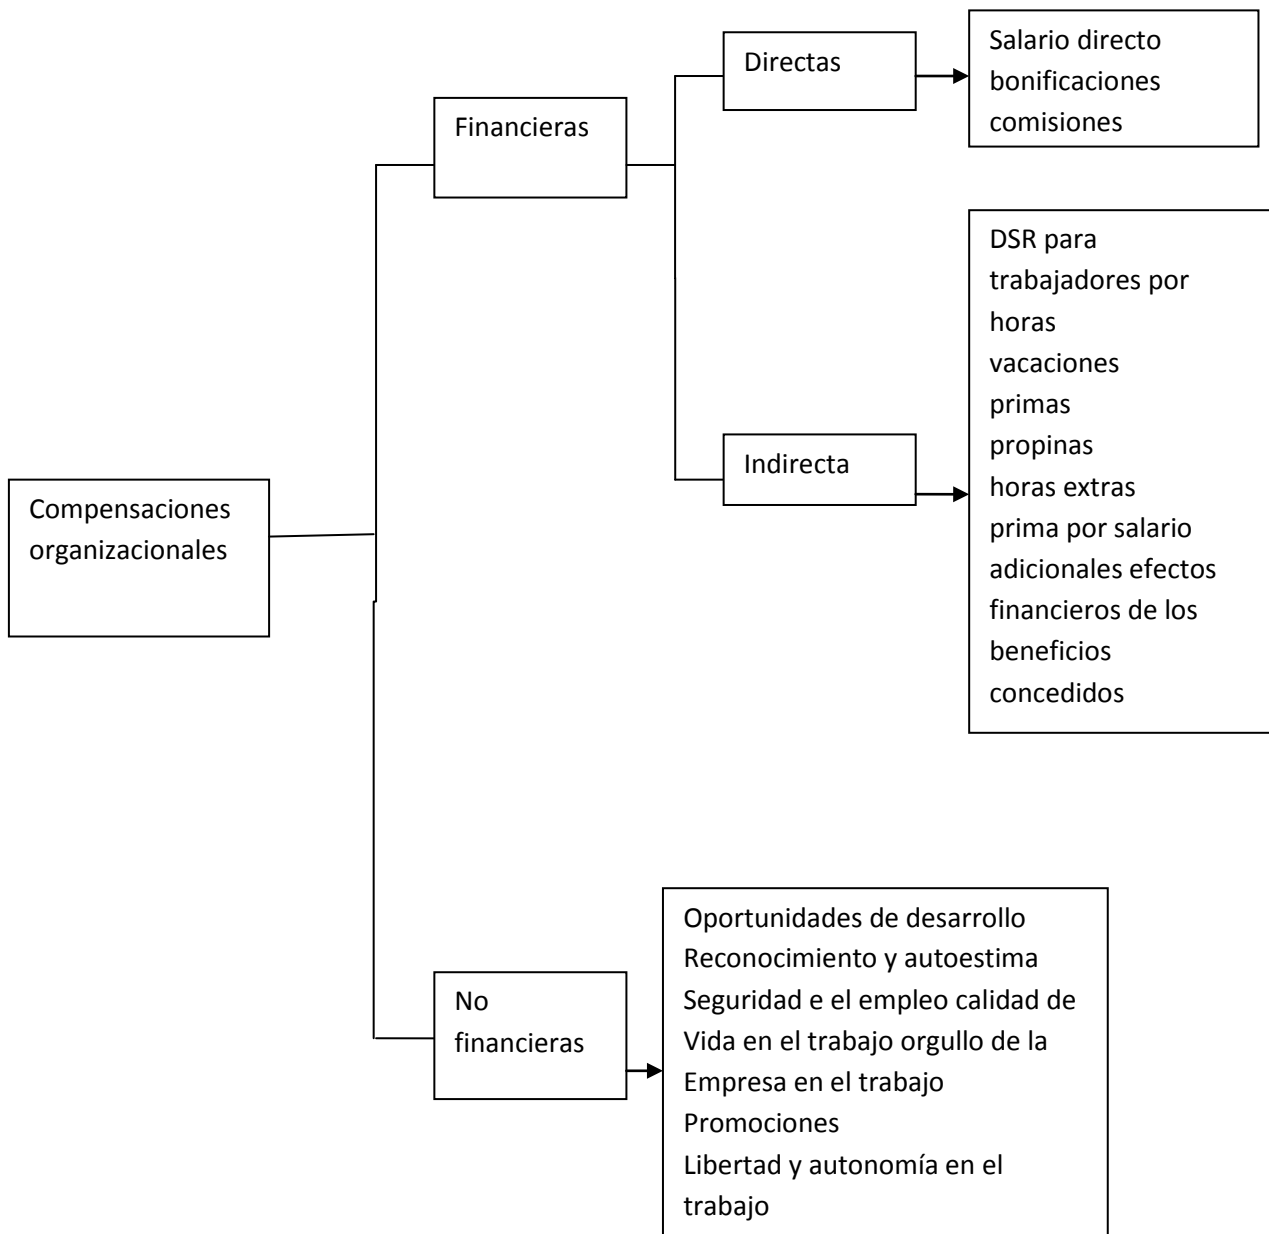 Compensaciones
organizacionales
Financieras
Directas
Salario directo
bonificaciones
comisiones
Indirecta
DSR para
trabajadores por
horas
vacaciones
primas
propinas
horas extras
prima por salario
adicionales efectos
financieros de los
beneficios
concedidos
No
financieras
Oportunidades de desarrollo
Reconocimiento y autoestima
Seguridad e el empleo calidad de
Vida en el trabajo orgullo de la
Empresa en el trabajo
Promociones
Libertad y autonomía en el
trabajo